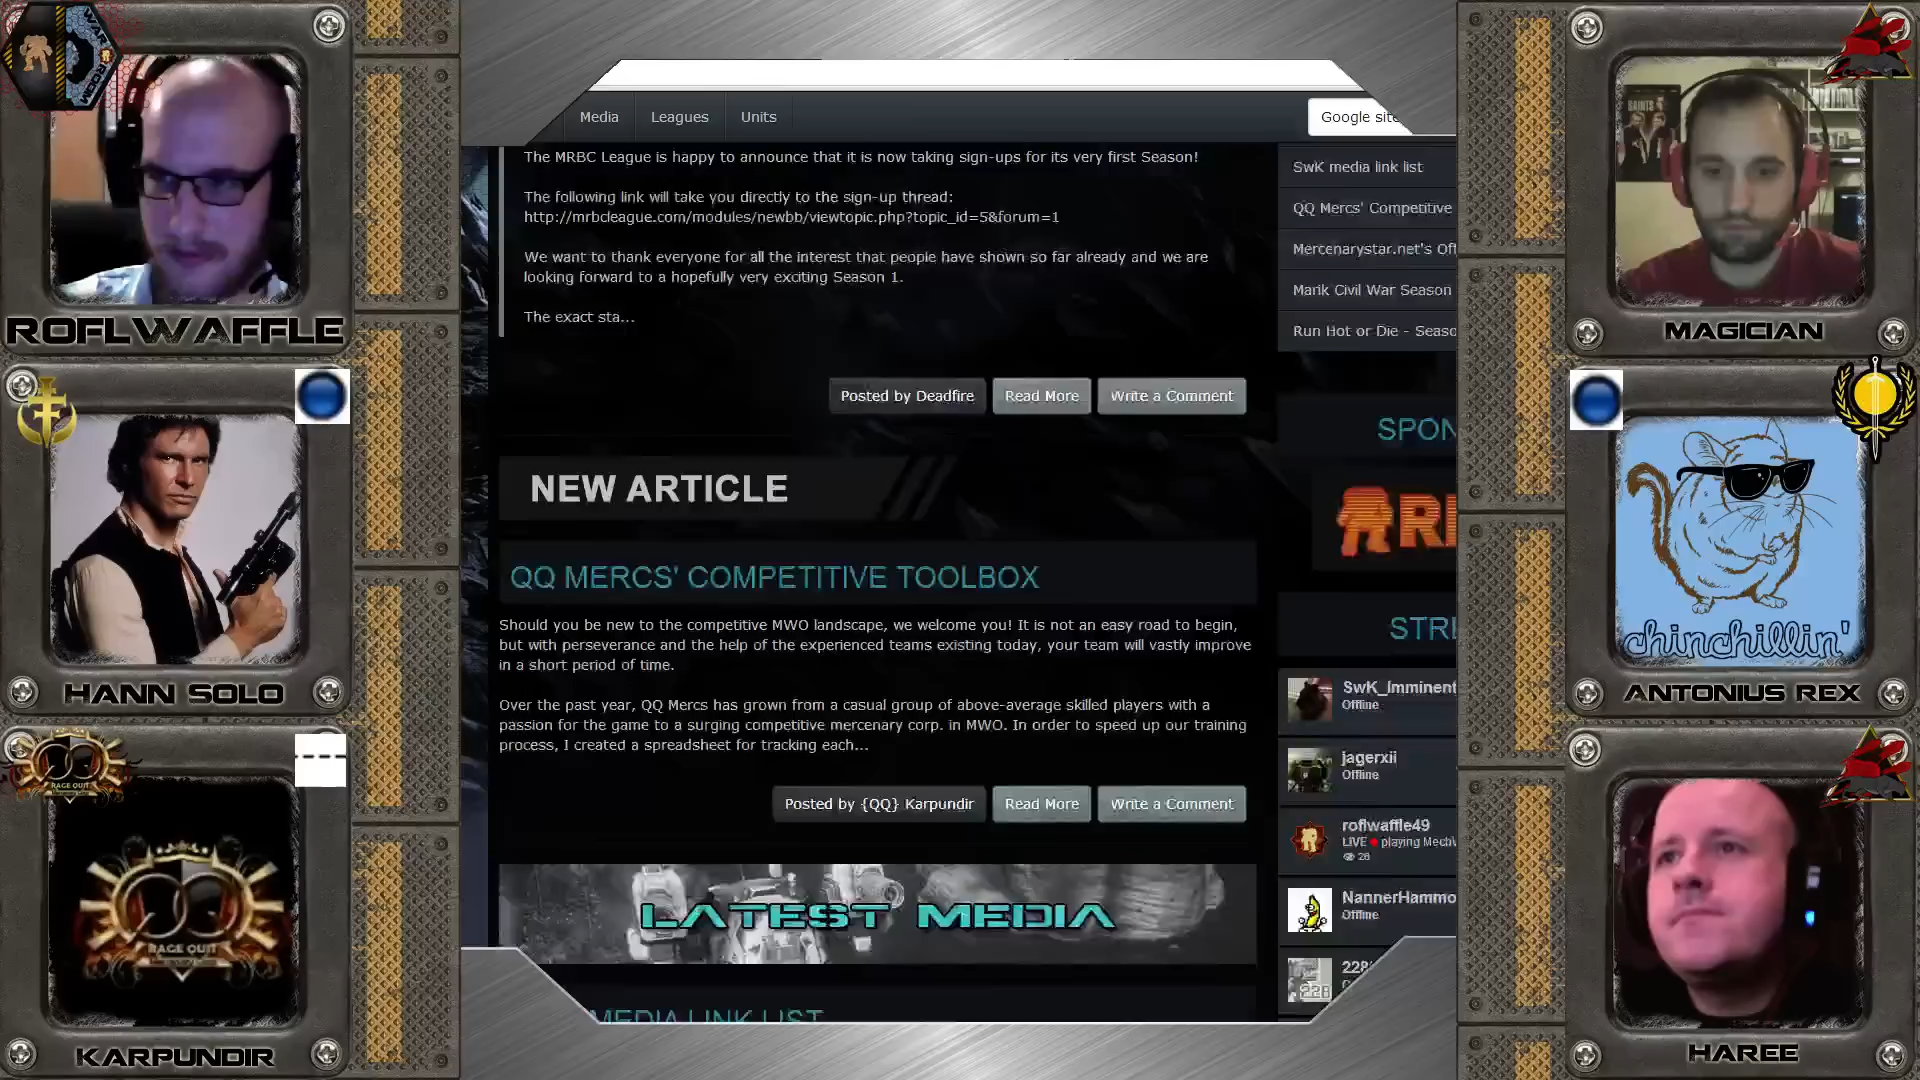 ROFLWAFFLE
HANN SOLO
RAGE QUIT
KARPUNDIR
Media
Leagues
Units
Google site
The MRBC League is happy to announce that it is now taking sign-ups for its very first Season!
The following link will take you directly to the sign-up thread:
http://mrbcleague.com/modules/newbb/viewtopic.php?topic_id=5&forum=1
We want to thank everyone for all the interest that people have shown so far already and we are
looking forward to a hopefully very exciting Season 1.
The exact sta...
Posted by Deadfire
Read More
Write a Comment
NEW ARTICLE
QQ MERCS' COMPETITIVE TOOLBOX
Should you be new to the competitive MWO landscape, we welcome you! It is not an easy road to begin,
but with perseverance and the help of the experienced teams existing today, your team will vastly improve
in a short period of time.
Over the past year, QQ Mercs has grown from a casual group of above-average skilled players with a
passion for the game to a surging competitive mercenary corp. in MWO. In order to speed up our training
process, I created a spreadsheet for tracking each...
Posted by {QQ} Karpundir
Read More
Write a Comment
LATEST MEDIA
MEDIA LINK LIST
SwK media link list
QQ Mercs' Competitive
Mercenarystar.net's Off
Marik Civil War Season
Run Hot or Die - Seaso
SPON
STRE
SwK_Imminent
Offline
jagerxii
Offline
roflwaffle49
LIVE playing Mech
26
NannerHammo
Offline
228
SAINTS
MAGICIAN
chinchillin'
ANTONIUS REX
HAREE